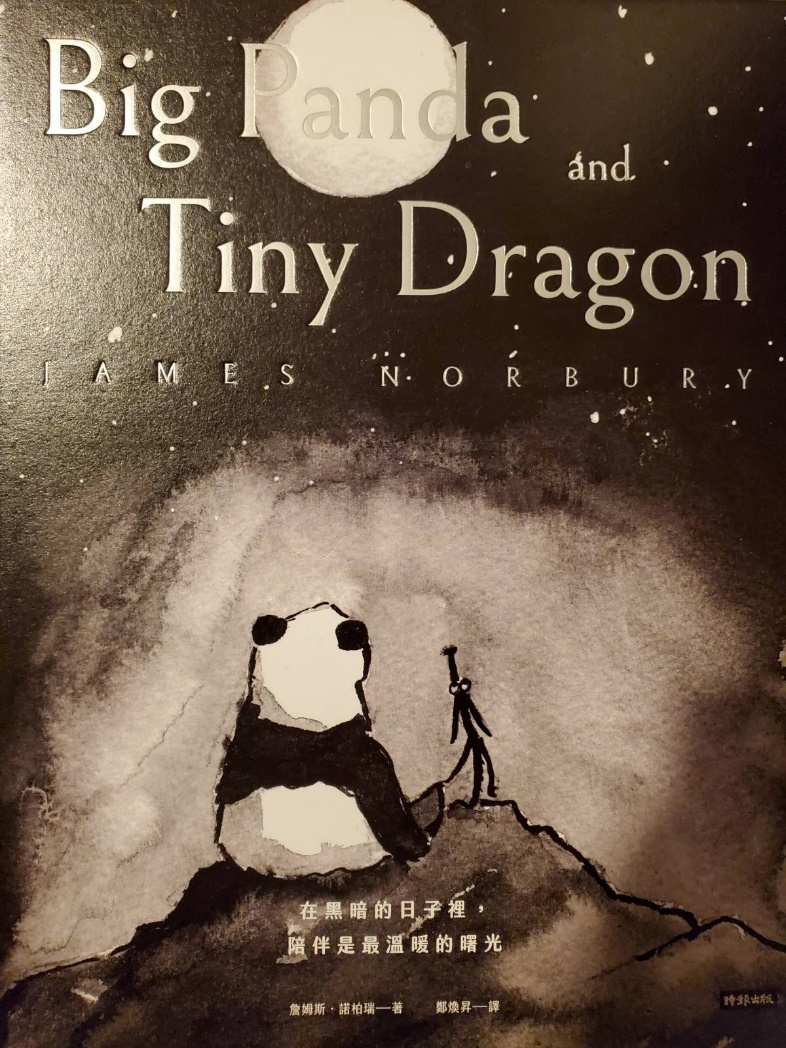 Big Panda
and
Tiny Dragon
JAMES NORBURY
在黑暗的日子裡，
陪伴是最溫暖的曙光
詹姆斯・諾柏瑞──著　鄭煥昇──譯
時報出版